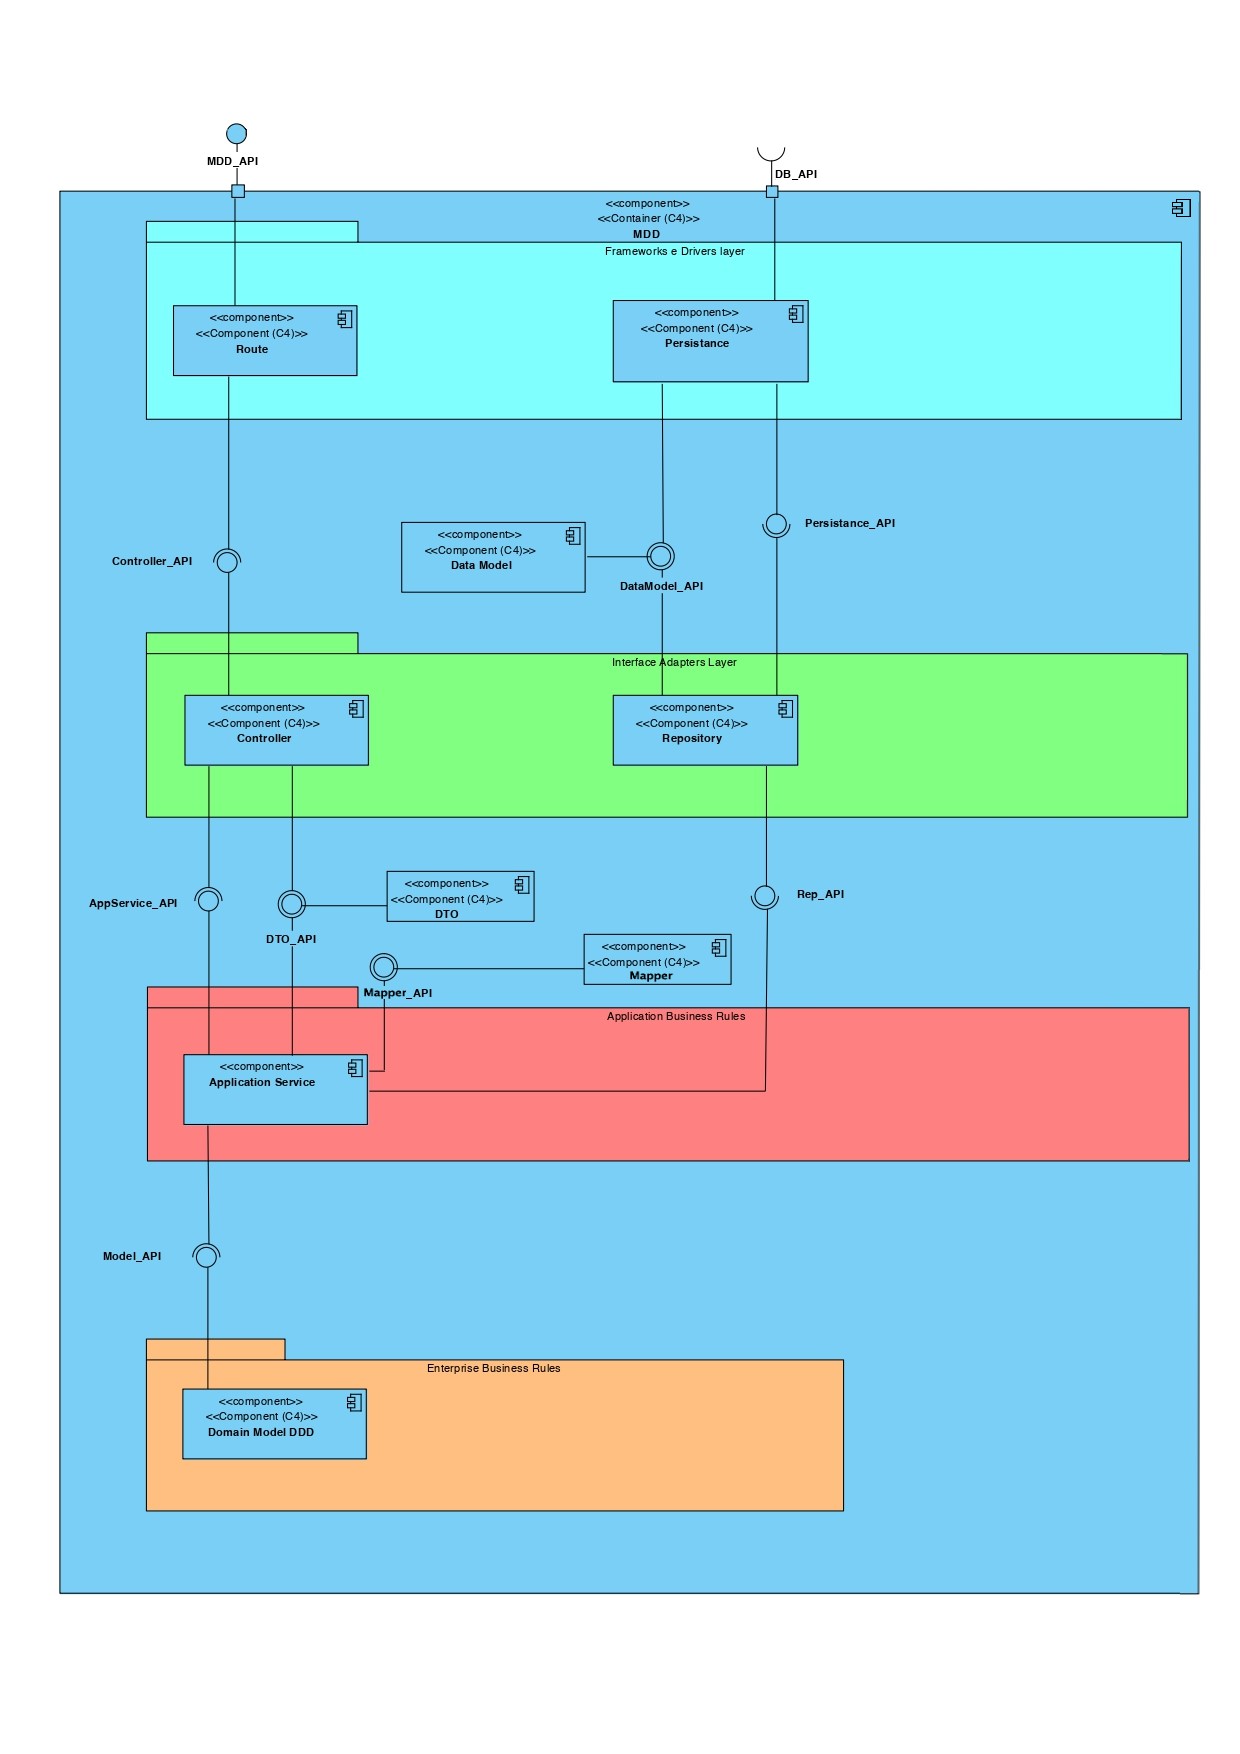 MDD_API
DB_API
<<component>>
<<Container (C4)>>
MDD
Frameworks e Drivers layer
<<component>>
<<Component (C4)>>
Route
<<component>>
<<Component (C4)>>
Persistance
Controller_API
<<component>>
<<Component (C4)>>
Data Model
DataModel_API
Persistance_API
Interface Adapters Layer
<<component>>
<<Component (C4)>>
Controller
<<component>>
<<Component (C4)>>
Repository
AppService_API
DTO_API
<<component>>
<<Component (C4)>>
DTO
Rep_API
Mapper_API
<<component>>
<<Component (C4)>>
Mapper
Application Business Rules
<<component>>
Application Service
Model_API
Enterprise Business Rules
<<component>>
<<Component (C4)>>
Domain Model DDD